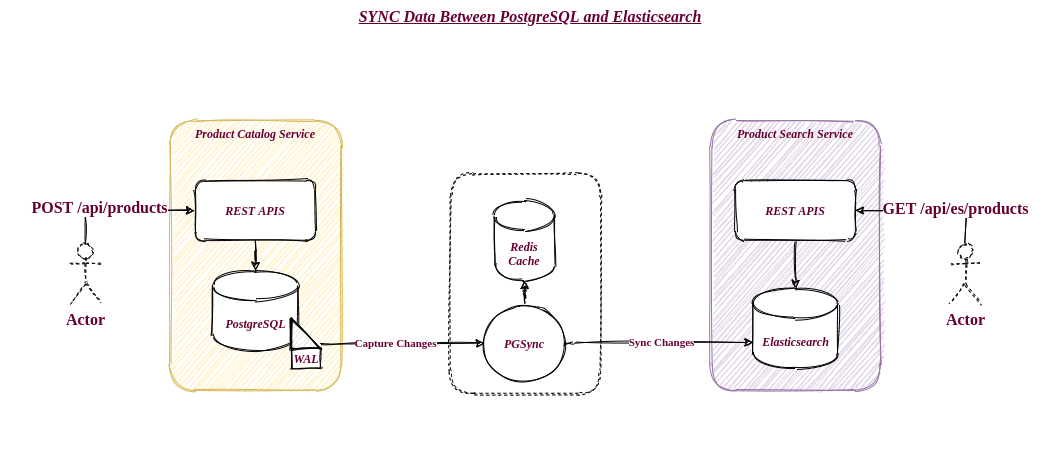 SYNC Data Between PostgreSQL and Elasticsearch
Product Catalog Service
Product Search Service
POST /api/products
REST APIS
REST APIS
GET /api/es/products
Redis
Cache
Actor
PostgreSQL
WAL
Capture Changes
PGSync
Sync Changes
Elasticsearch
Actor